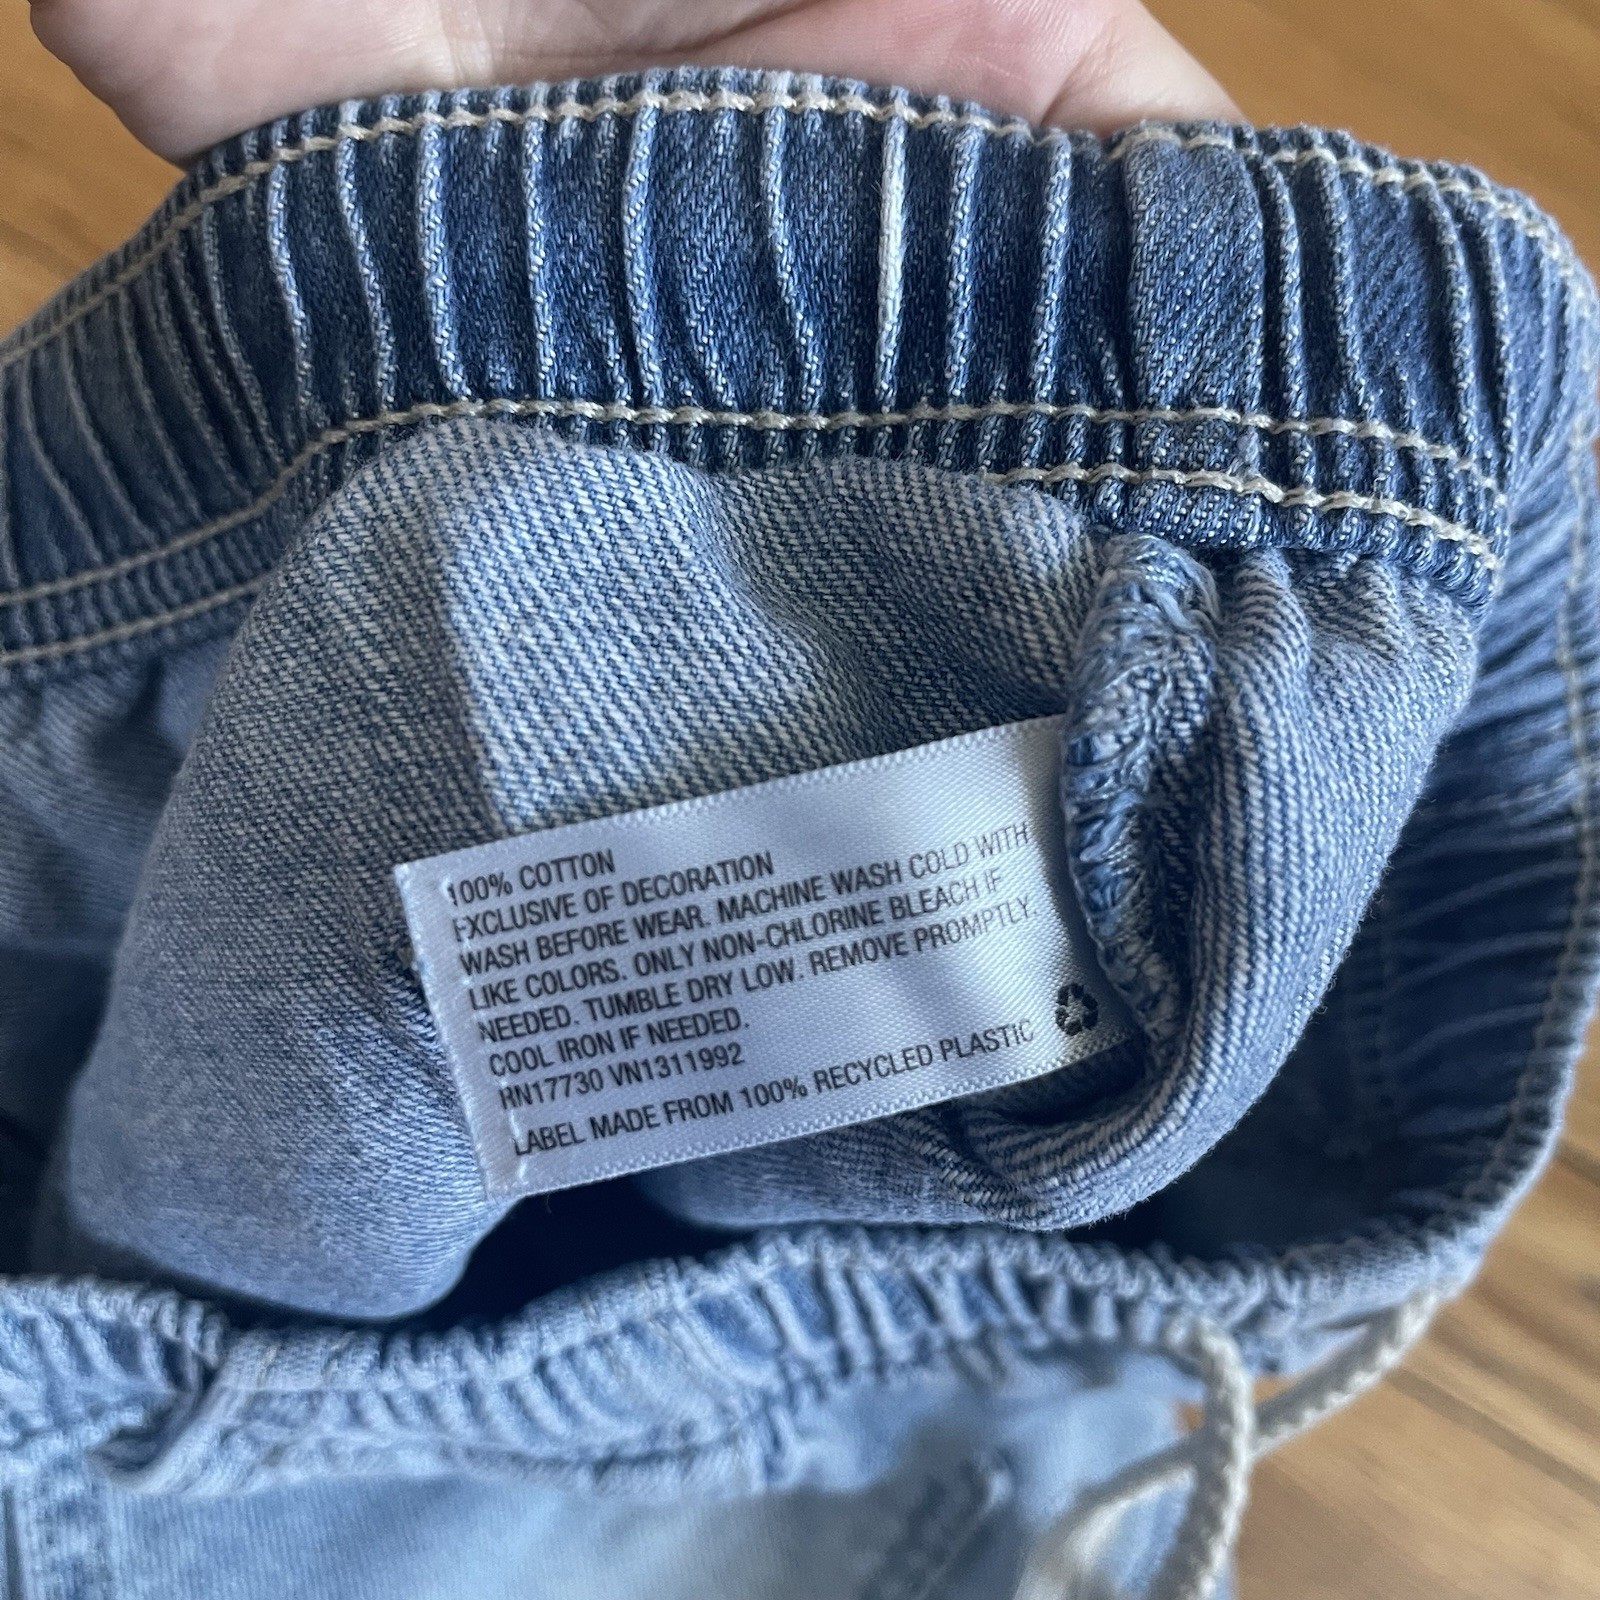 100% COTTON
EXCLUSIVE OF DECORATION
WASH BEFORE WEAR. MACHINE WASH COLD WITH
LIKE COLORS. ONLY NON-CHLORINE BLEACH IF
NEEDED. TUMBLE DRY LOW. REMOVE PROMPTLY.
COOL IRON IF NEEDED.
RN17730 VN1311992
LABEL MADE FROM 100% RECYCLED PLASTIC